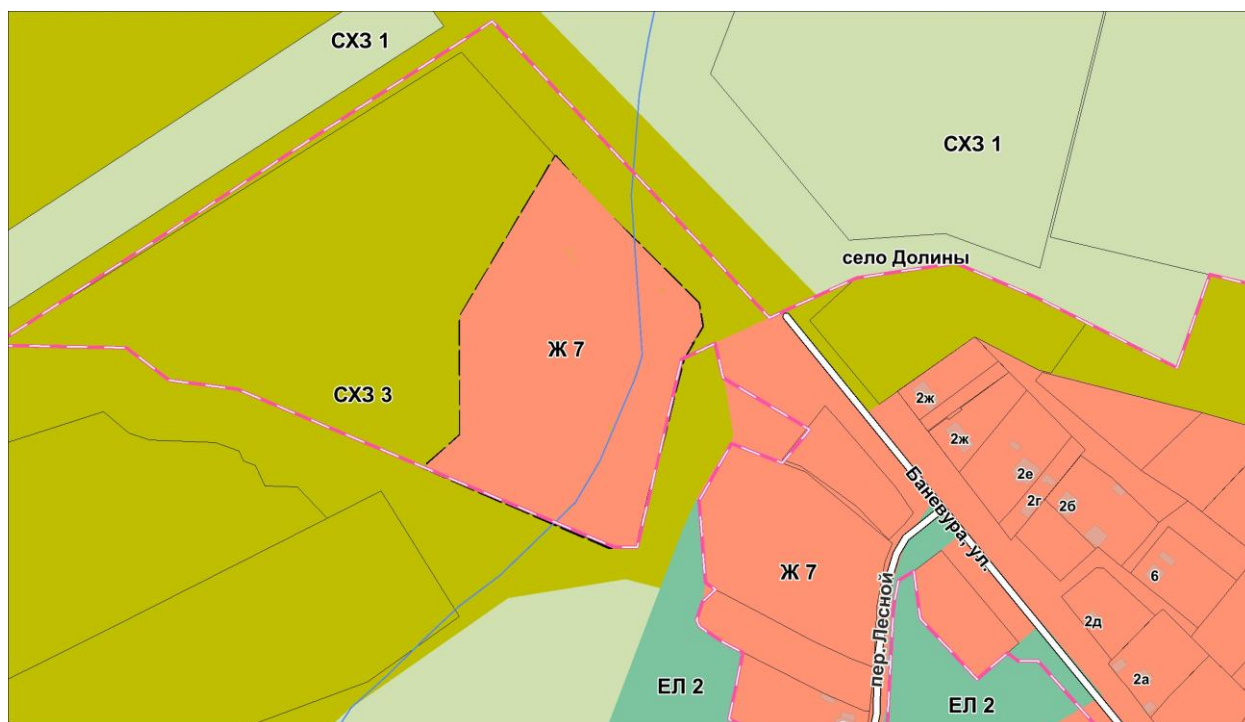 СХЗ 1
СХЗ 1
село Долины
Ж 7
СХЗ 3
2ж
2ж
2е
2г
2б
Баневура, ул.
Ж 7
6
пер. Лесной
2д
2а
ЕЛ 2
ЕЛ 2